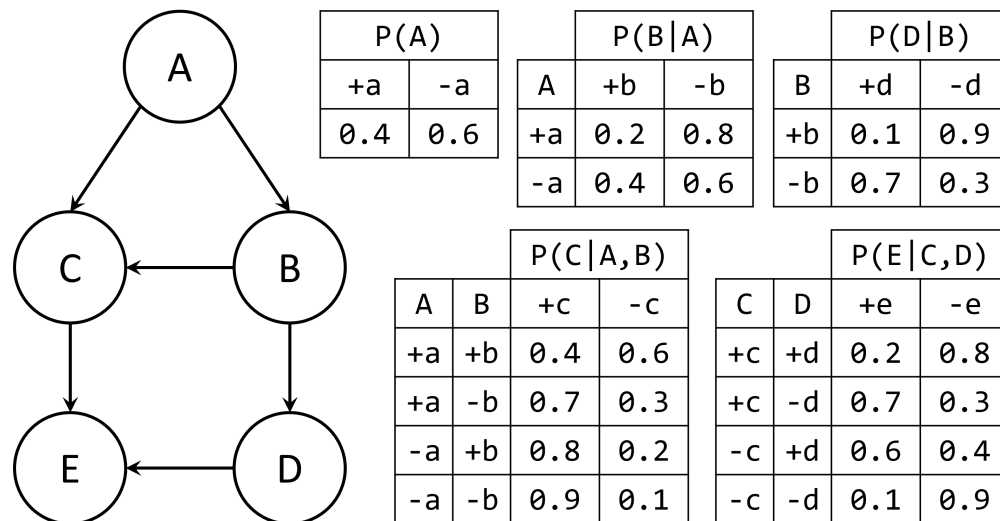 A
C
B
E
D
P(A)
+a -a
0.4 0.6
P(B|A)
A +b -b
+a 0.2 0.8
-a 0.4 0.6
P(D|B)
B +d -d
+b 0.1 0.9
-b 0.7 0.3
P(C|A,B)
A B +c -c
+a +b 0.4 0.6
+a -b 0.7 0.3
-a +b 0.8 0.2
-a -b 0.9 0.1
P(E|C,D)
C D +e -e
+c +d 0.2 0.8
+c -d 0.7 0.3
-c +d 0.6 0.4
-c -d 0.1 0.9